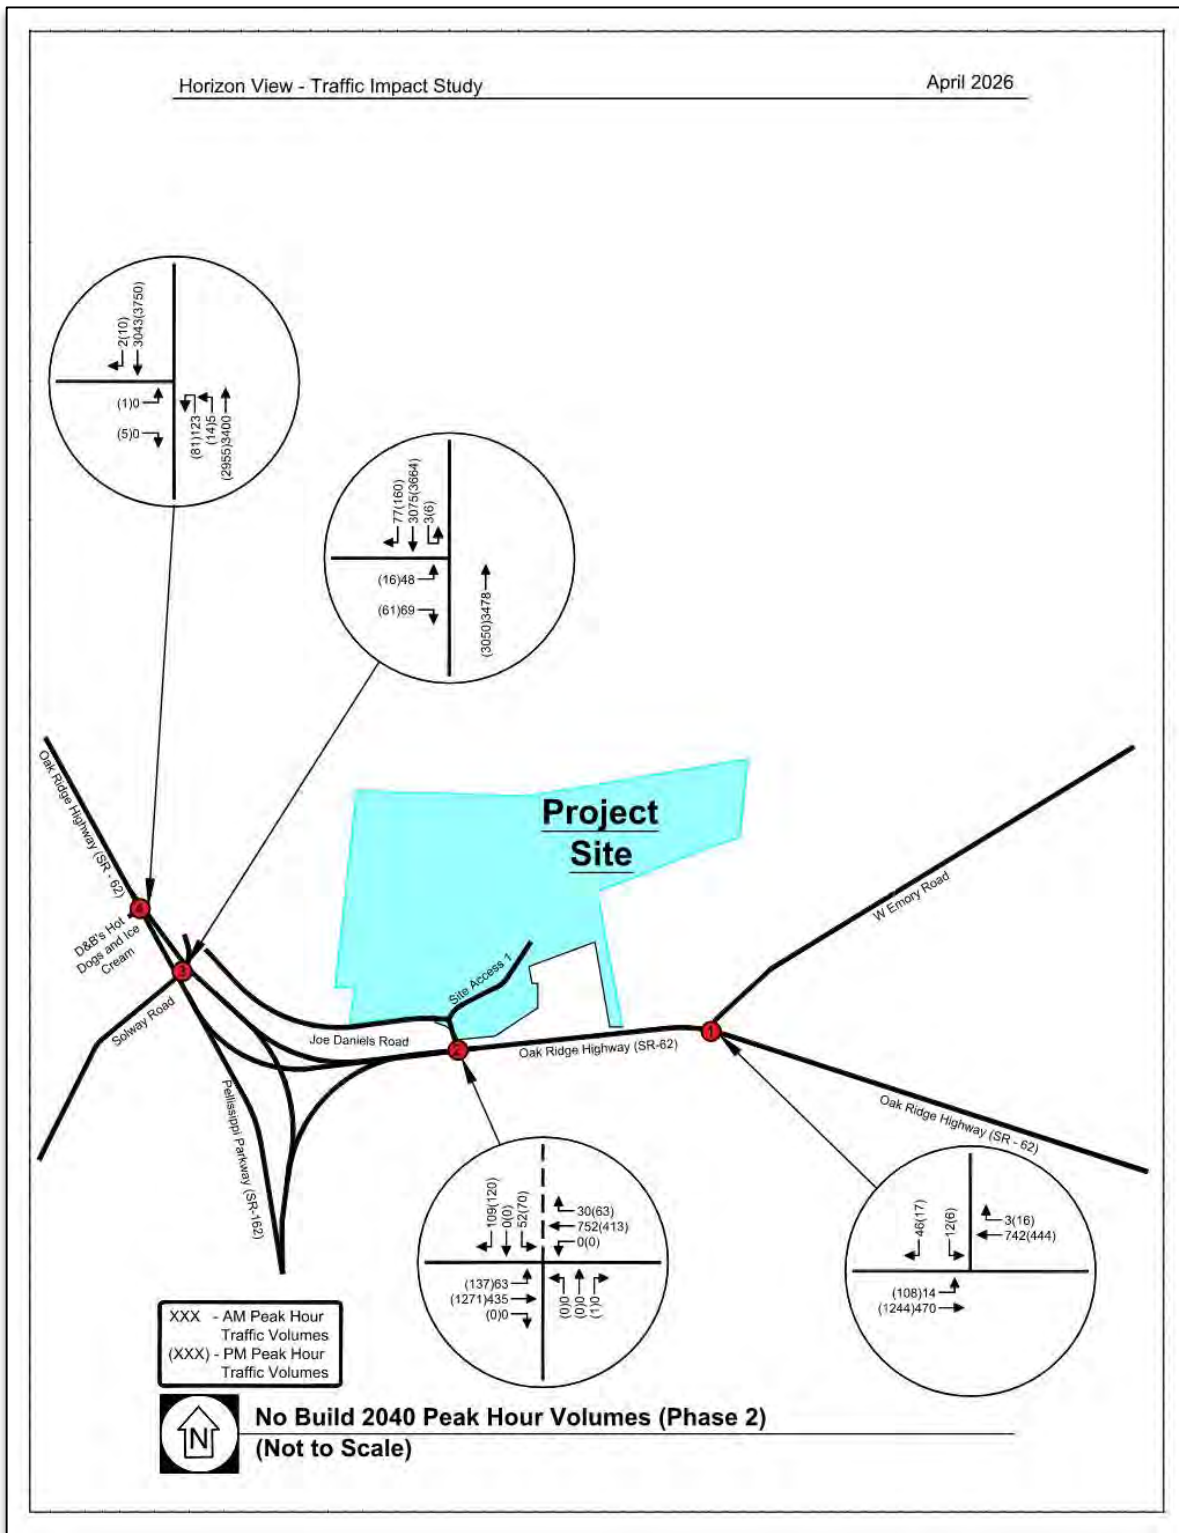 Horizon View - Traffic Impact Study
April 2026
2(10)
3043(3750)
(1)0
(5)0
(81)123
(14)5
(2955)3400
77(160)
3075(3664)
3(6)
(16)48
(61)69
(3050)3478
Project
Site
Oak Ridge Highway (SR - 62)
W Emory Road
4
D&B's Hot
Dogs and Ice
Cream
3
Solway Road
Site Access 1
Joe Daniels Road
2
Oak Ridge Highway (SR-62)
1
Pellissippi Parkway (SR-162)
Oak Ridge Highway (SR - 62)
109(120)
0(0)
52(70)
30(63)
752(413)
0(0)
(137)63
(1271)435
(0)0
(0)0
(0)0
(1)0
46(17)
12(6)
3(16)
742(444)
(108)14
(1244)470
XXX - AM Peak Hour
Traffic Volumes
(XXX) - PM Peak Hour
Traffic Volumes
N
No Build 2040 Peak Hour Volumes (Phase 2)
(Not to Scale)